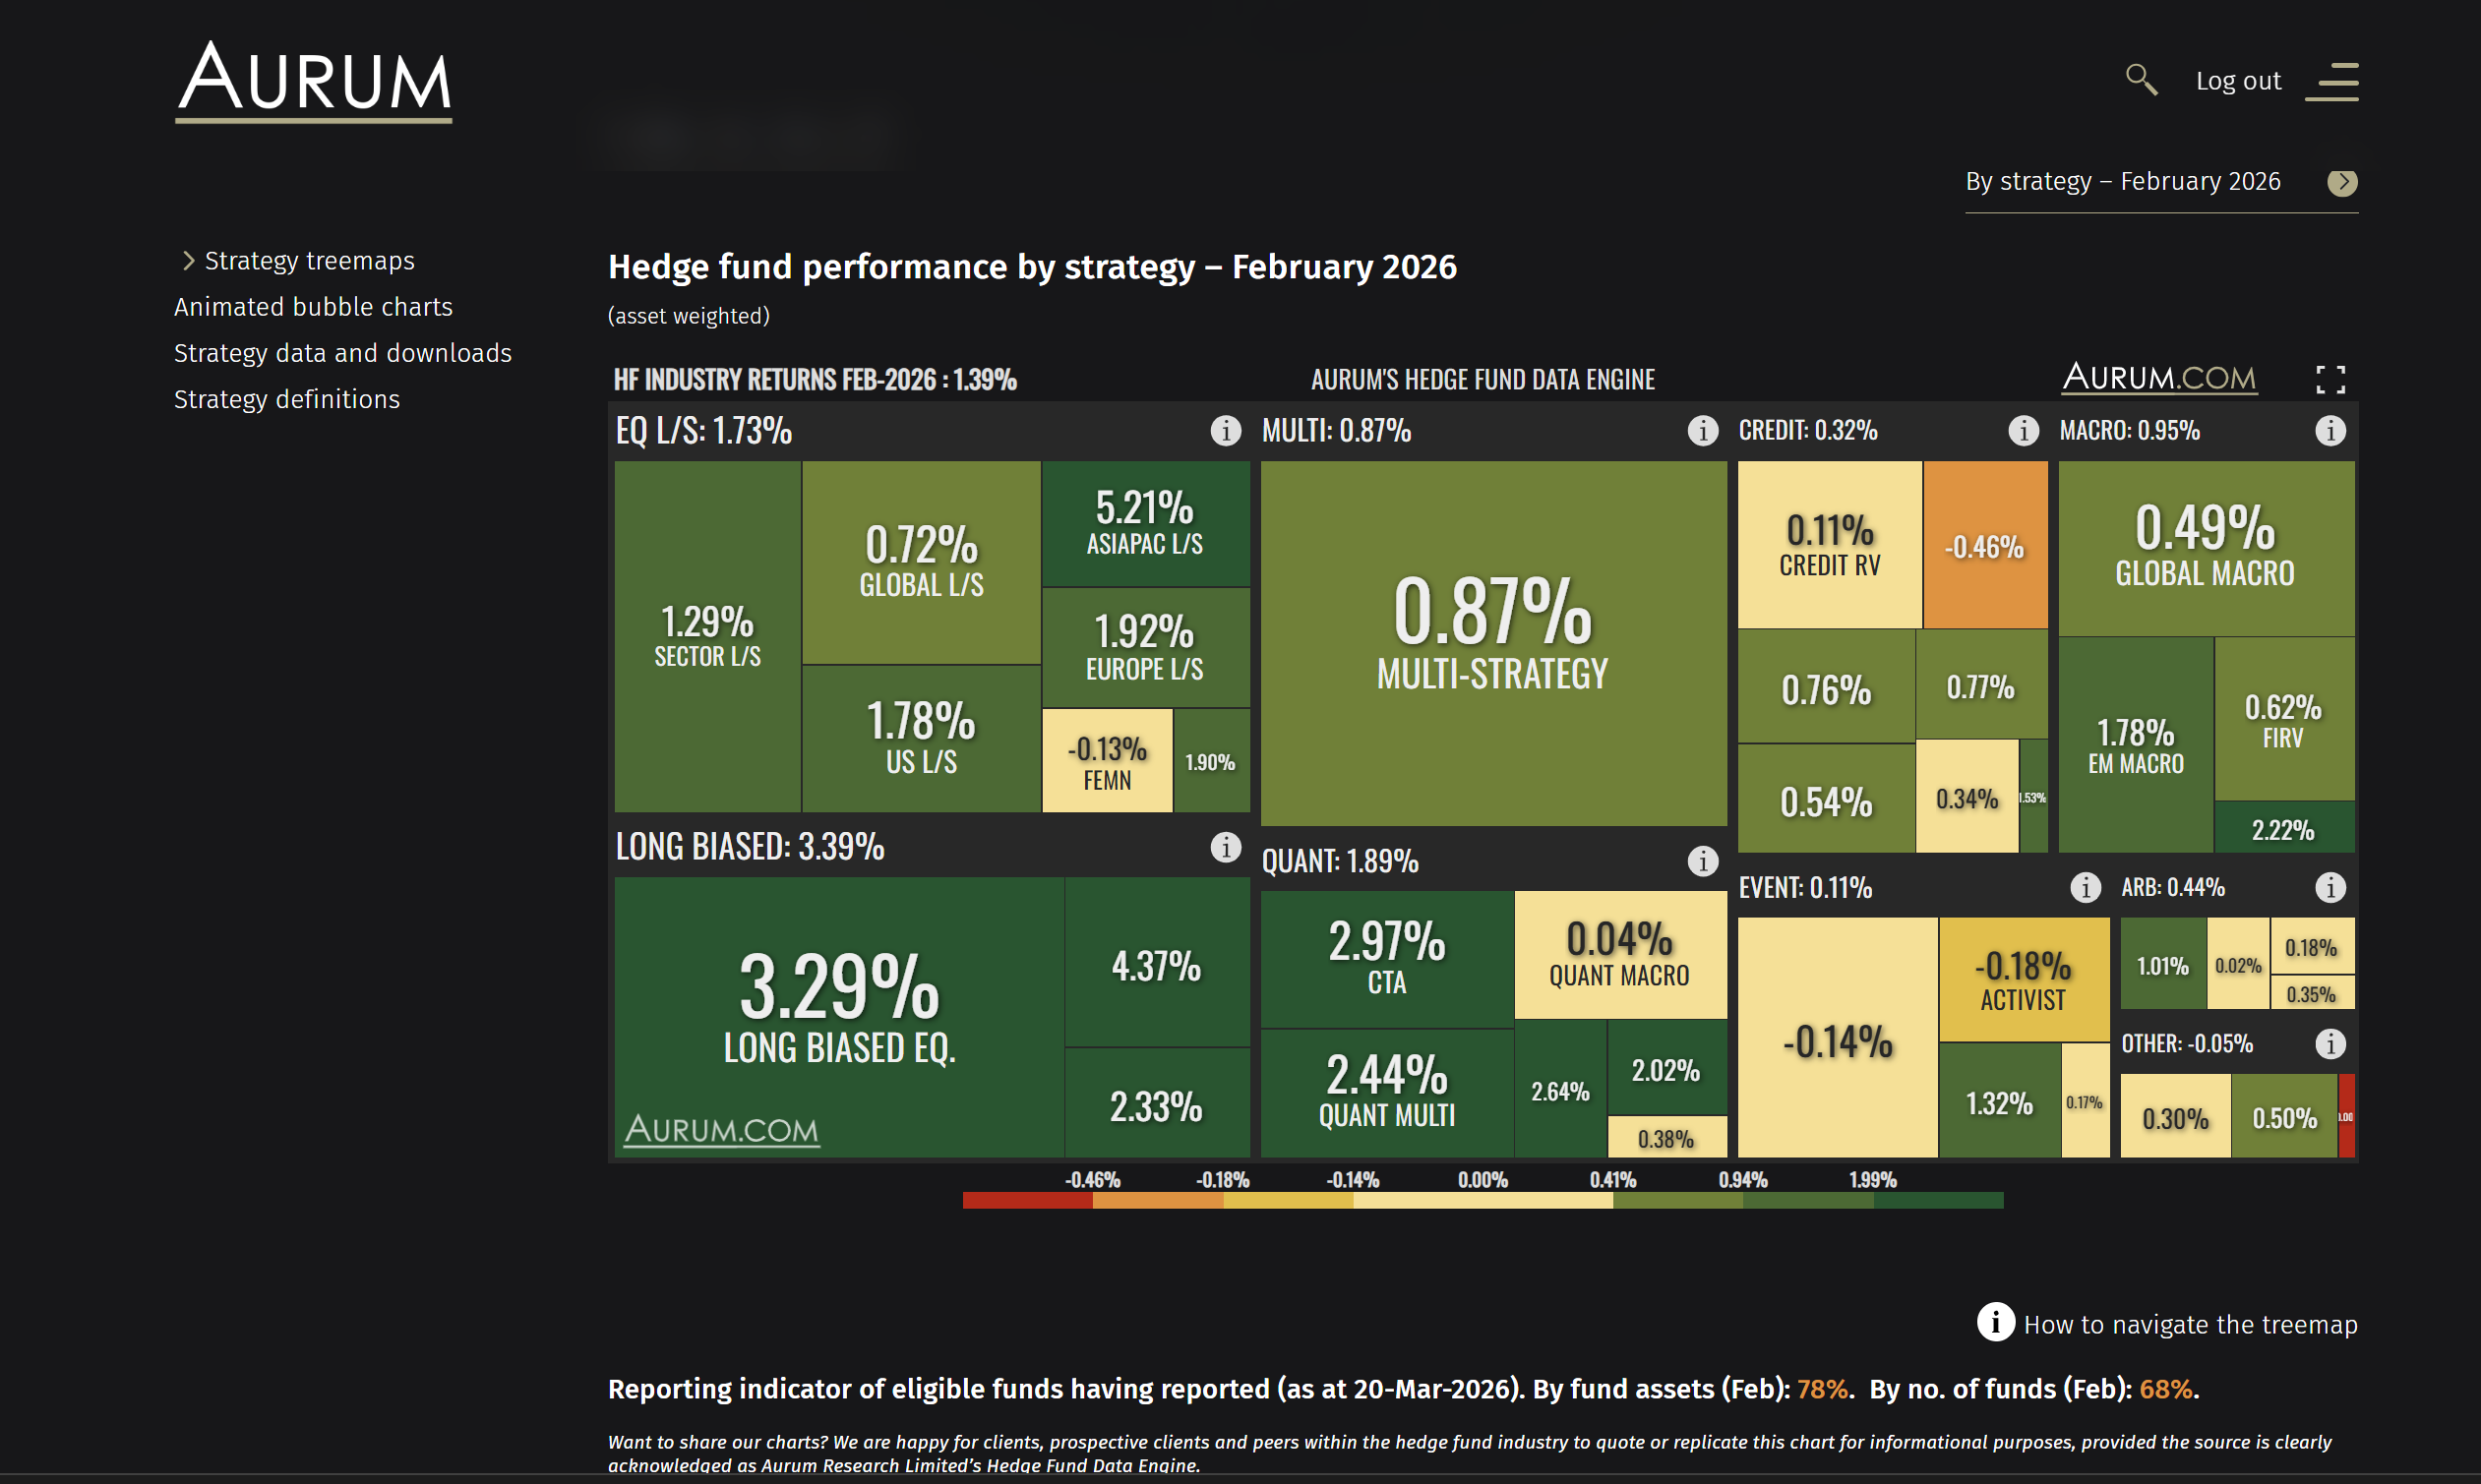 AURUM
Log out
By strategy – February 2026
Strategy treemaps
Animated bubble charts
Strategy data and downloads
Strategy definitions
Hedge fund performance by strategy – February 2026
(asset weighted)
HF INDUSTRY RETURNS FEB-2026 : 1.39%
AURUM'S HEDGE FUND DATA ENGINE
AURUM.COM
EQ L/S: 1.73%
1.29%
SECTOR L/S
0.72%
GLOBAL L/S
1.78%
US L/S
5.21%
ASIAPAC L/S
1.92%
EUROPE L/S
-0.13%
FEMN
1.90%
LONG BIASED: 3.39%
3.29%
LONG BIASED EQ.
4.37%
2.33%
AURUM.COM
MULTI: 0.87%
0.87%
MULTI-STRATEGY
QUANT: 1.89%
2.97%
CTA
2.44%
QUANT MULTI
0.04%
QUANT MACRO
2.64%
2.02%
0.38%
CREDIT: 0.32%
0.11%
CREDIT RV
-0.46%
0.76%
0.77%
0.54%
0.34%
MACRO: 0.95%
0.49%
GLOBAL MACRO
1.78%
EM MACRO
0.62%
FIRV
2.22%
EVENT: 0.11%
-0.14%
-0.18%
ACTIVIST
1.32%
0.17%
ARB: 0.44%
1.01%
0.02%
0.18%
0.35%
OTHER: -0.05%
0.30%
0.50%
-0.46% -0.18% -0.14% 0.00% 0.41% 0.94% 1.99%
How to navigate the treemap
Reporting indicator of eligible funds having reported (as at 20-Mar-2026). By fund assets (Feb): 78%. By no. of funds (Feb): 68%.
Want to share our charts? We are happy for clients, prospective clients and peers within the hedge fund industry to quote or replicate this chart for informational purposes, provided the source is clearly
acknowledged as Aurum Research Limited's Hedge Fund Data Engine.